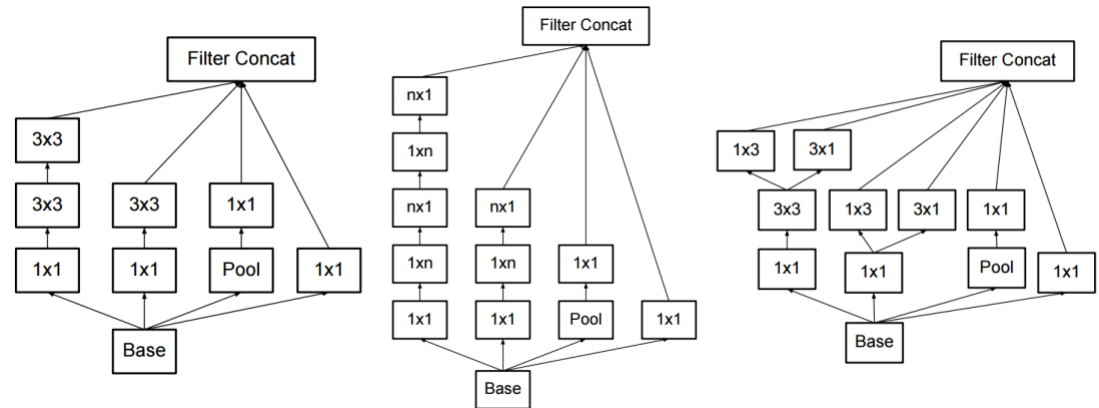 Filter Concat
3x3
3x3 3x3 1x1
1x1 1x1 Pool 1x1
Base
Filter Concat
nx1
1xn
nx1 nx1
1xn 1xn 1x1
1x1 1x1 Pool 1x1
Base
Filter Concat
1x3 3x1
3x3 1x3 3x1 1x1
1x1 1x1 Pool 1x1
Base